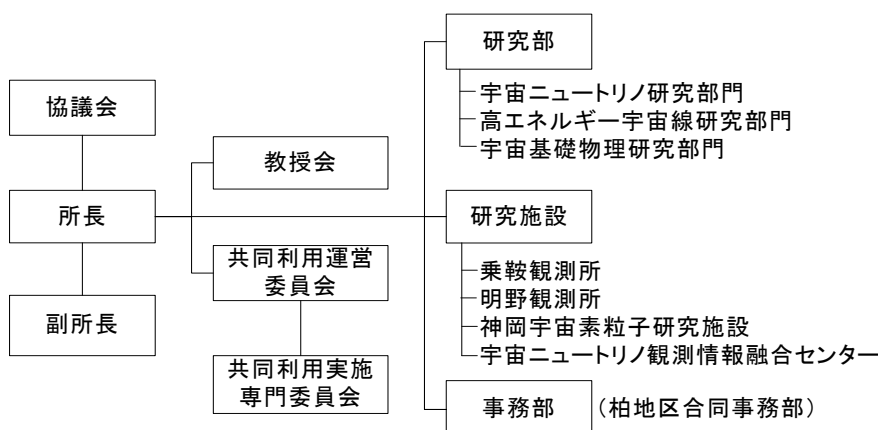 協議会
所長
副所長
教授会
共同利用運営
委員会
共同利用実施
専門委員会
研究部
宇宙ニュートリノ研究部門
高エネルギー宇宙線研究部門
宇宙基礎物理研究部門
研究施設
乗鞍観測所
明野観測所
神岡宇宙素粒子研究施設
宇宙ニュートリノ観測情報融合センター
事務部 (柏地区合同事務部)